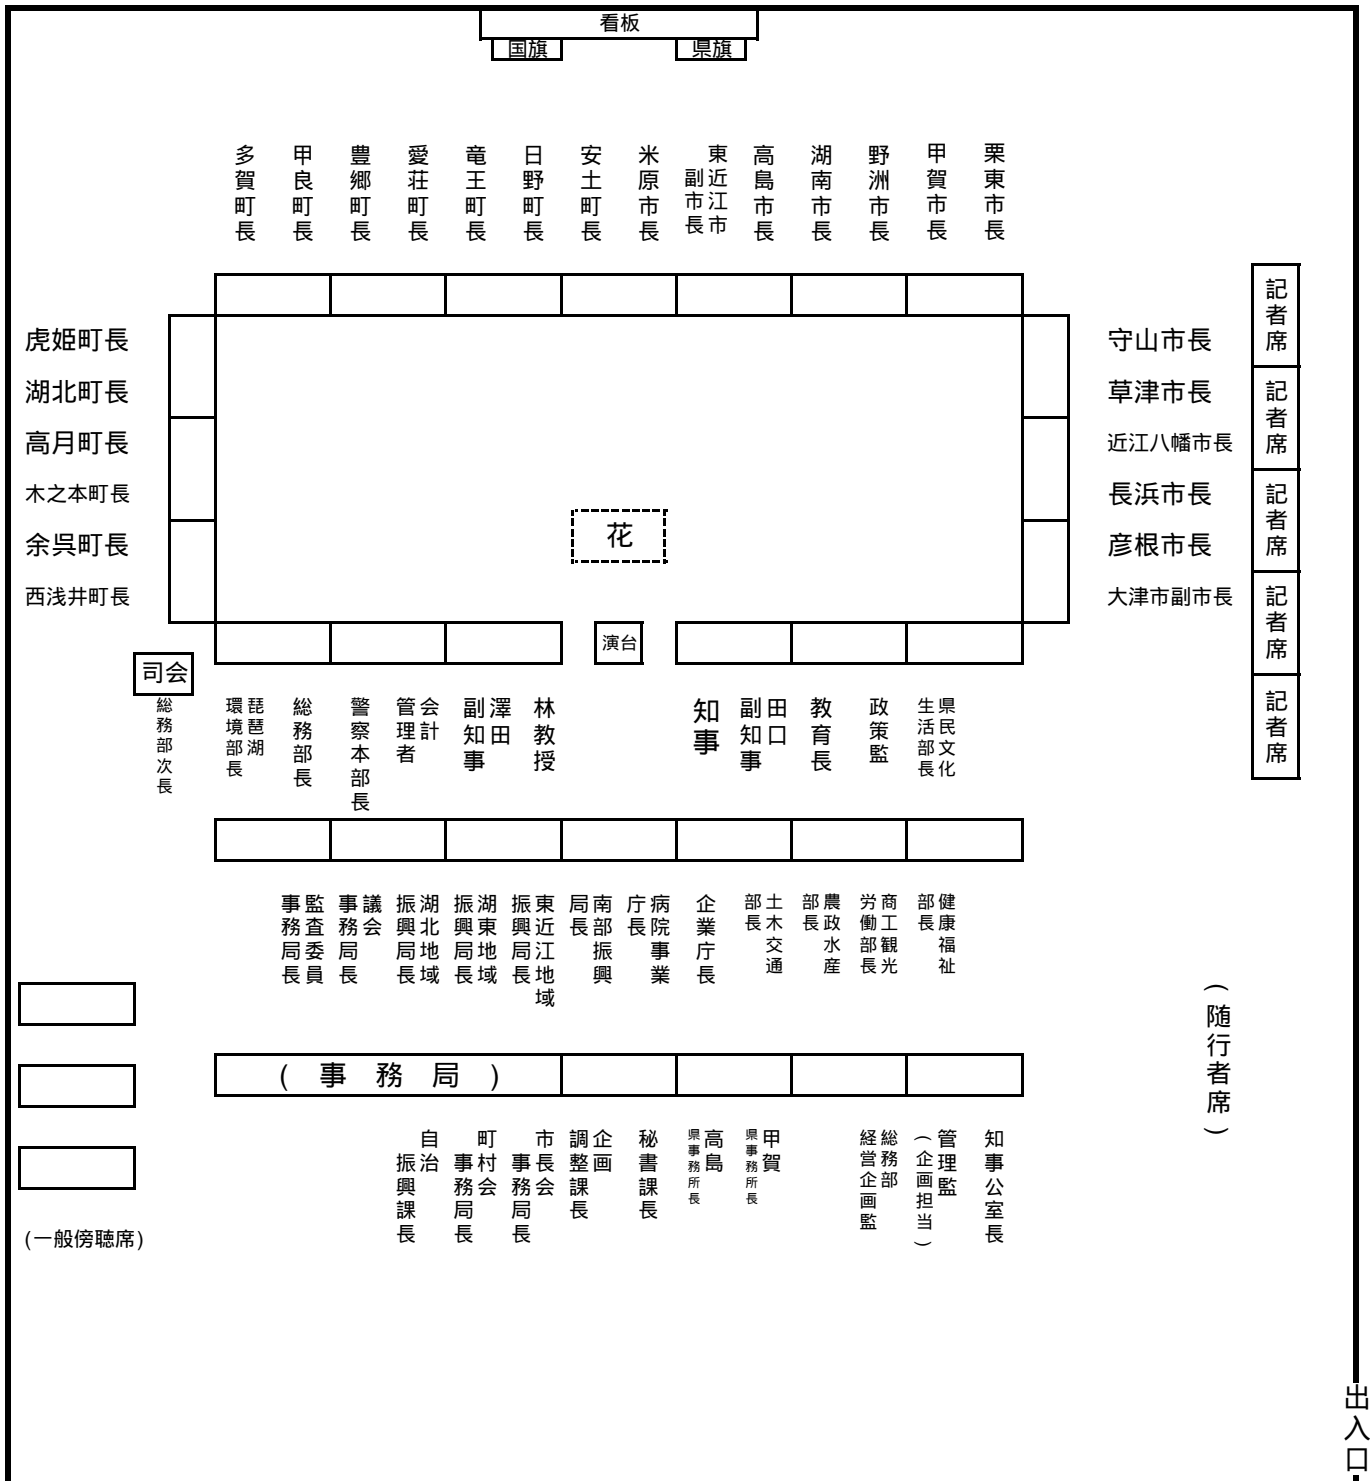 看板
国旗
県旗
多賀町長
甲良町長
豊郷町長
愛荘町長
竜王町長
日野町長
安土町長
米原市長
東近江市
副市長
高島市長
湖南市長
野洲市長
甲賀市長
栗東市長
虎姫町長
湖北町長
高月町長
木之本町長
余呉町長
西浅井町長
守山市長
草津市長
近江八幡市長
長浜市長
彦根市長
大津市副市長
記者席
記者席
記者席
記者席
記者席
花
演台
司会
総務部次長
琵琶湖
環境部長
総務部長
警察本部長
会計
管理者
澤田
副知事
林教授
知事
田口
副知事
教育長
政策監
県民文化
生活部長
監査委員
事務局長
議会
事務局長
湖北地域
振興局長
湖東地域
振興局長
東近江地域
振興局長
南部振興
局長
病院事業
庁長
企業庁長
土木交通
部長
農政水産
部長
商工観光
労働部長
健康福祉
部長
(随行者席)
(事務局)
自治
振興課長
町村会
事務局長
市長会
事務局長
企画
調整課長
秘書課長
高島
県事務所長
甲賀
県事務所長
総務部
経営企画監
管理監
(企画担当)
知事公室長
(一般傍聴席)
出入口